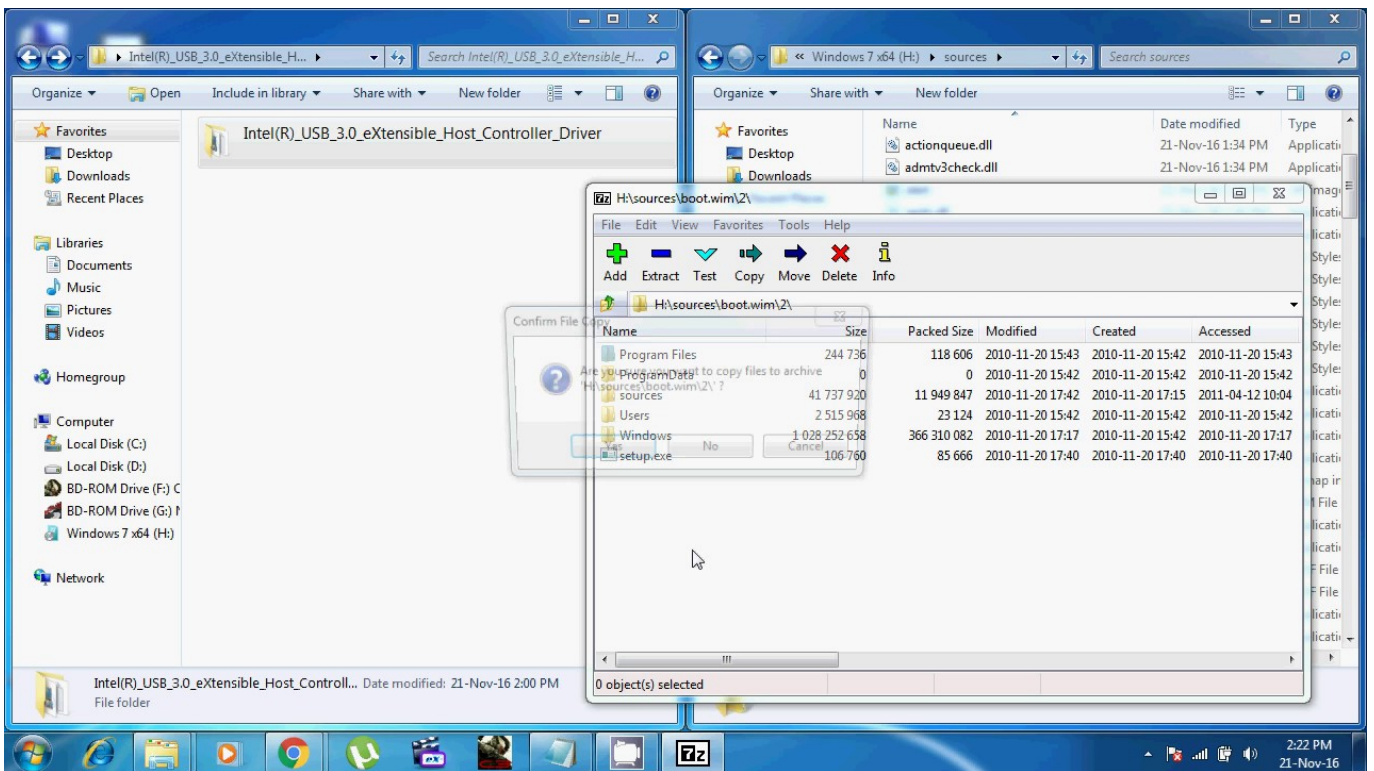 Intel(R)_USB_3.0_eXtensible_H...
Search Intel(R)_USB_3.0_eXtensible_H...
Organize Open Include in library Share with New folder
Favorites
Desktop
Downloads
Recent Places
Libraries
Documents
Music
Pictures
Videos
Homegroup
Computer
Local Disk (C:)
Local Disk (D:)
BD-ROM Drive (F:) C
BD-ROM Drive (G:)
Windows 7 x64 (H:)
Network
Intel(R)_USB_3.0_eXtensible_Host_Controller_Driver
Intel(R)_USB_3.0_eXtensible_Host_Controll... Date modified: 21-Nov-16 2:00 PM
File folder
« Windows 7 x64 (H:) sources
Search sources
Organize Share with New folder
Favorites
Desktop
Downloads
Name Date modified Type
actionqueue.dll 21-Nov-16 1:34 PM Applicati
admtv3check.dll 21-Nov-16 1:34 PM Applicati
7z H:\sources\boot.wim\2\
File Edit View Favorites Tools Help
Add Extract Test Copy Move Delete Info
H:\sources\boot.wim\2\
Name Size Packed Size Modified Created Accessed
Program Files 244 736 118 606 2010-11-20 15:43 2010-11-20 15:42 2010-11-20 15:43
ProgramData 0 0 2010-11-20 15:42 2010-11-20 15:42 2010-11-20 15:42
sources 41 737 920 11 949 847 2010-11-20 17:42 2010-11-20 17:15 2011-04-12 10:04
Users 2 515 968 23 124 2010-11-20 15:42 2010-11-20 15:42 2010-11-20 15:42
Windows 1 028 252 658 366 310 082 2010-11-20 17:17 2010-11-20 15:42 2010-11-20 17:17
setup.exe 106 760 85 666 2010-11-20 17:40 2010-11-20 17:40 2010-11-20 17:40
0 object(s) selected
Confirm File Copy
Are you sure you want to copy files to archive
'H:\sources\boot.wim\2\' ?
Yes No Cancel
7z
2:22 PM
21-Nov-16